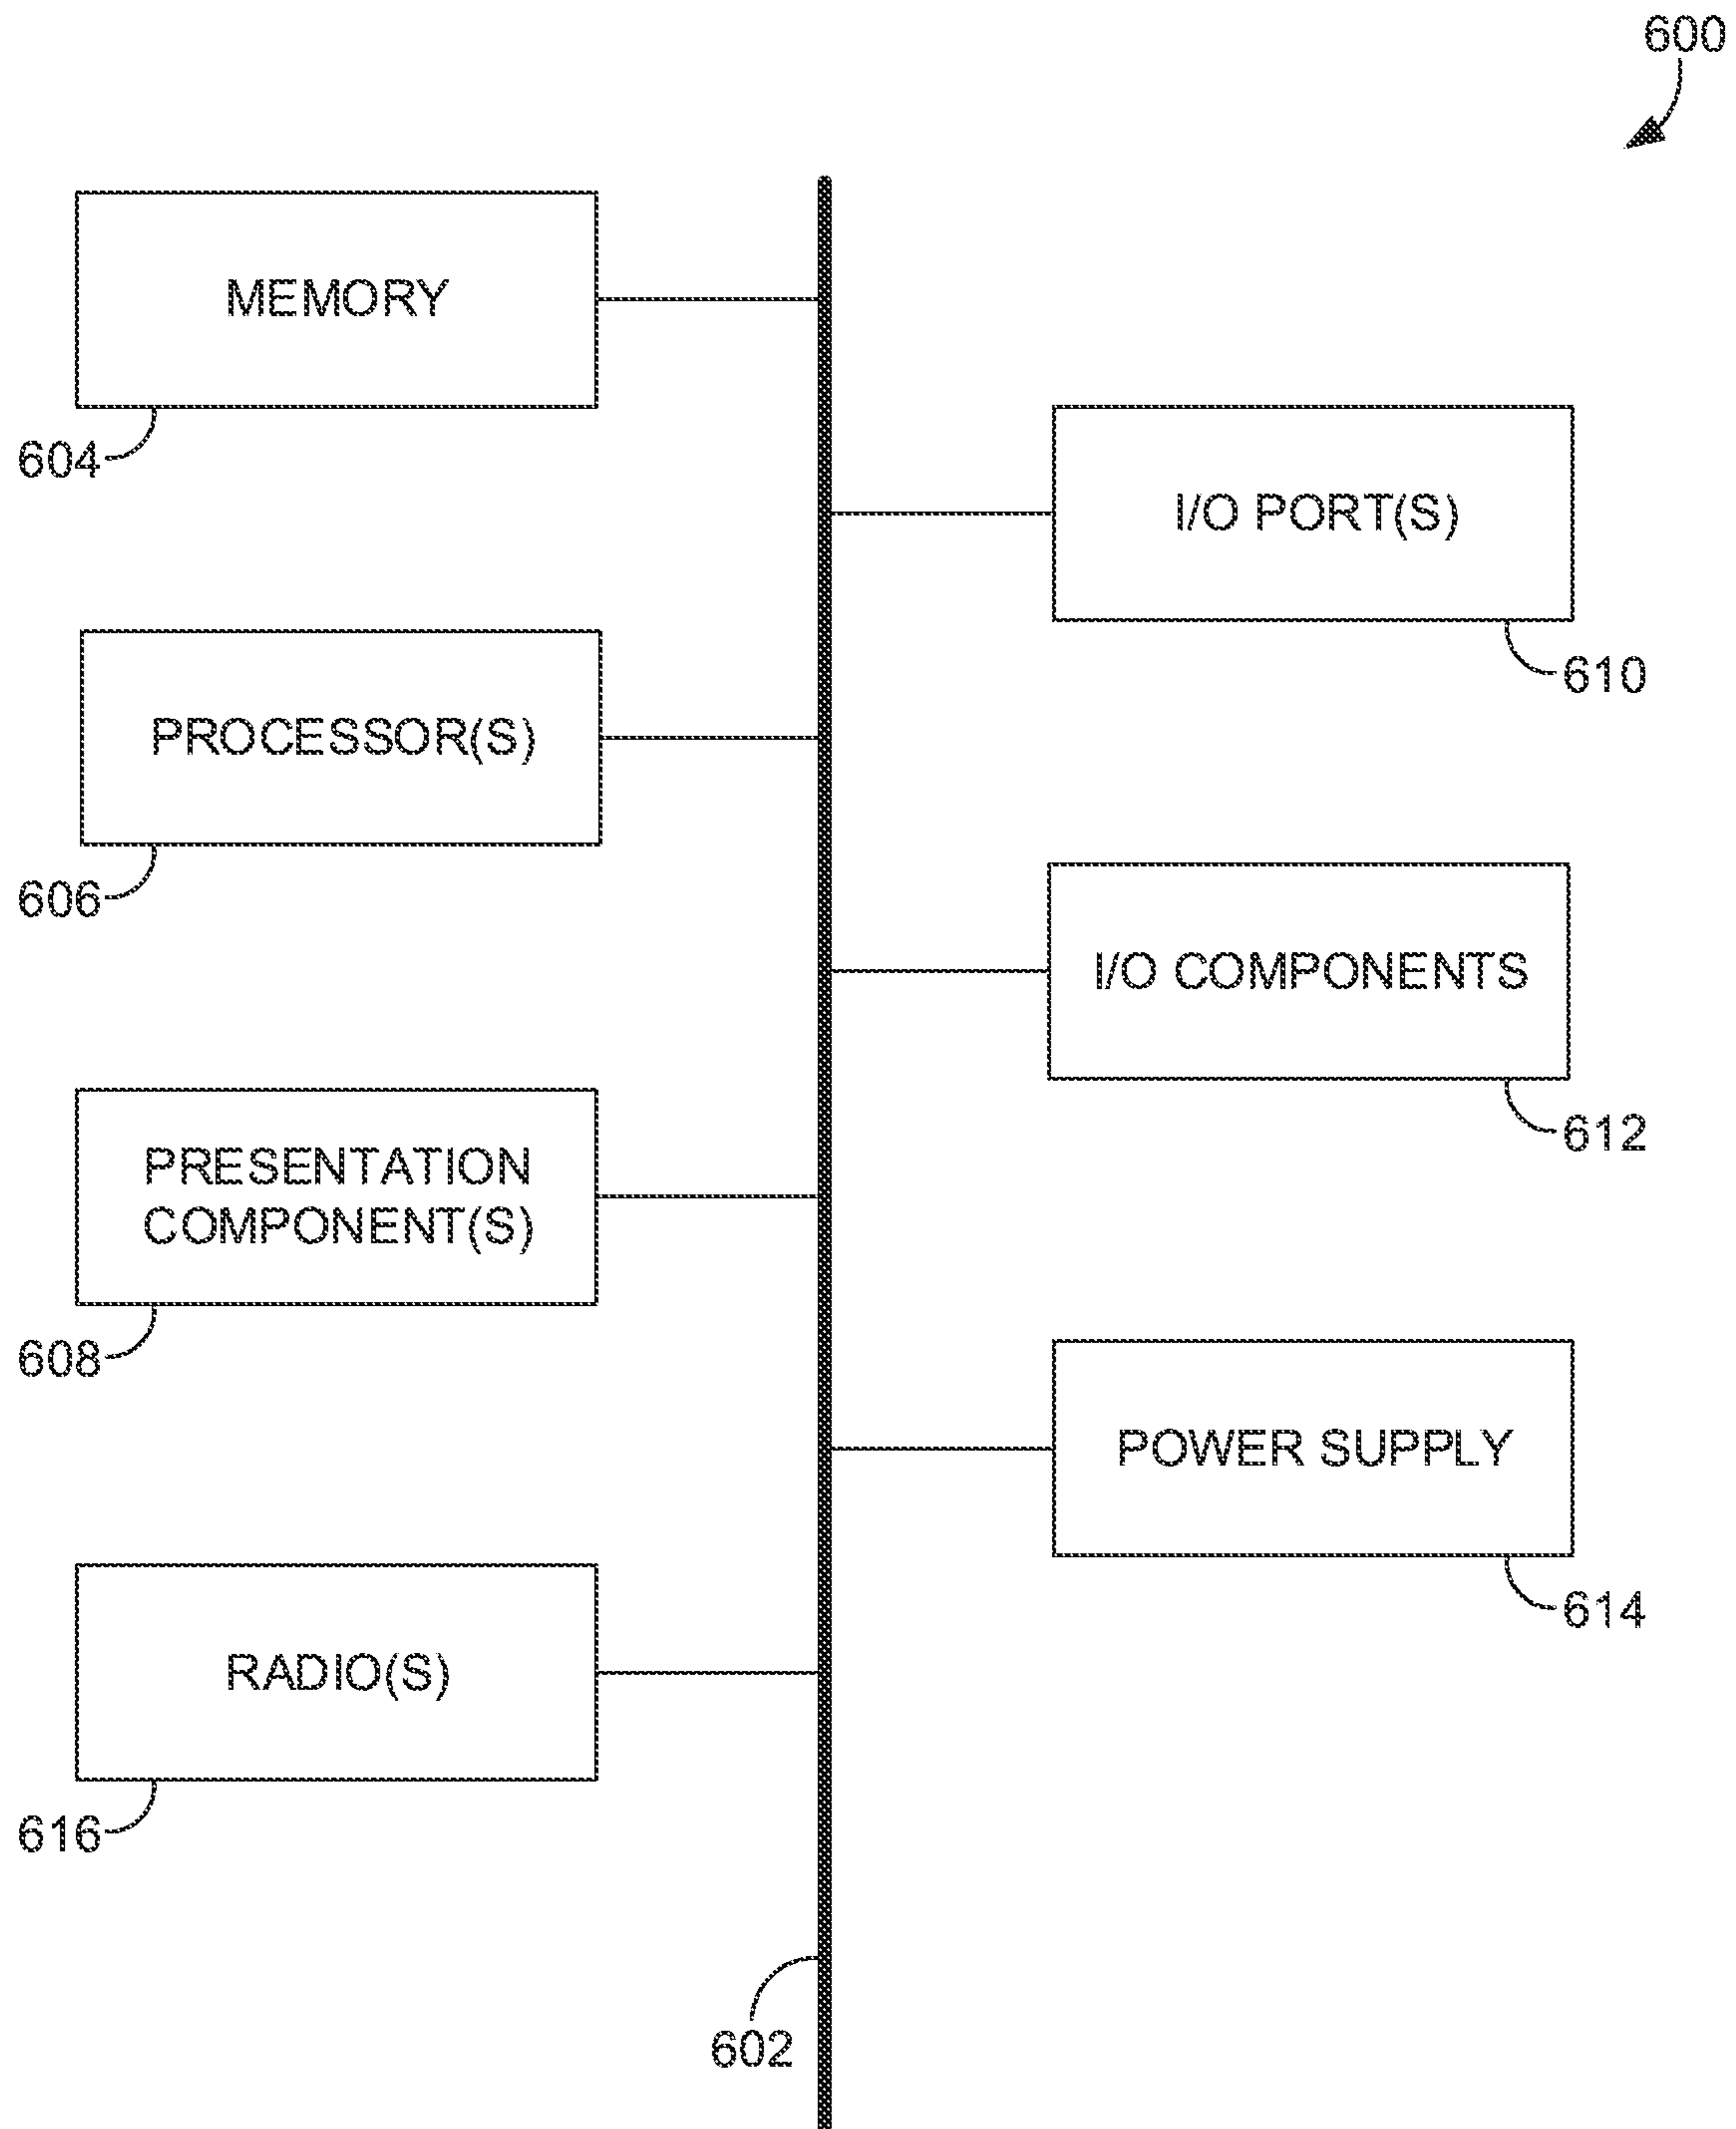 600
MEMORY
604
I/O PORT(S)
610
PROCESSOR(S)
606
I/O COMPONENTS
612
PRESENTATION
COMPONENT(S)
608
POWER SUPPLY
614
RADIO(S)
616
602